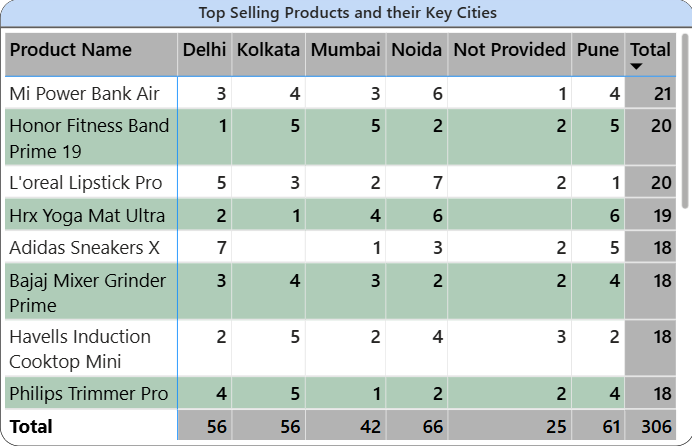 Top Selling Products and their Key Cities
Product Name Delhi Kolkata Mumbai Noida Not Provided Pune Total
Mi Power Bank Air 3 4 3 6 1 4 21
Honor Fitness Band 1 5 5 2 2 5 20
Prime 19
L'oreal Lipstick Pro 5 3 2 7 2 1 20
Hrx Yoga Mat Ultra 2 1 4 6 6 19
Adidas Sneakers X 7 1 3 2 5 18
Bajaj Mixer Grinder 3 4 3 2 2 4 18
Prime
Havells Induction 2 5 2 4 3 2 18
Cooktop Mini
Philips Trimmer Pro 4 5 1 2 2 4 18
Total 56 56 42 66 25 61 306